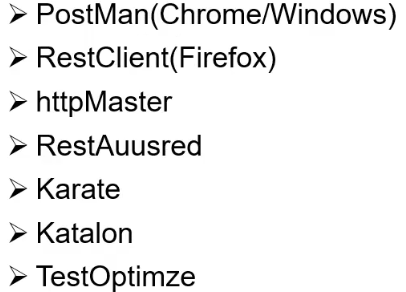 ➢ PostMan(Chrome/Windows)
➢ RestClient(Firefox)
➢ httpMaster
➢ RestAuusred
➢ Karate
➢ Katalon
➢ TestOptimze